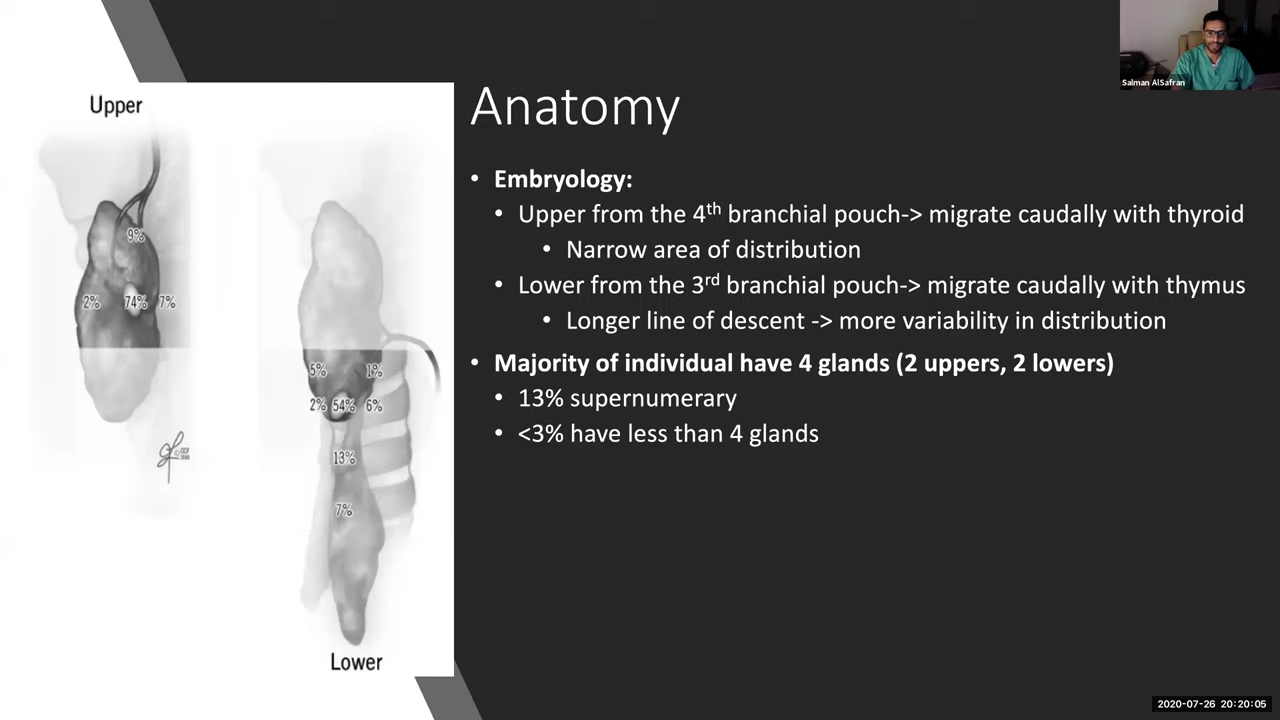 Salman AlSafran
Upper
9%
2% 74% 7%
5% 1%
2% 54% 6%
13%
7%
Lower
Anatomy
• Embryology:
• Upper from the 4th branchial pouch-> migrate caudally with thyroid
• Narrow area of distribution
• Lower from the 3rd branchial pouch-> migrate caudally with thymus
• Longer line of descent -> more variability in distribution
• Majority of individual have 4 glands (2 uppers, 2 lowers)
• 13% supernumerary
• <3% have less than 4 glands
2020-07-26 20:20:05